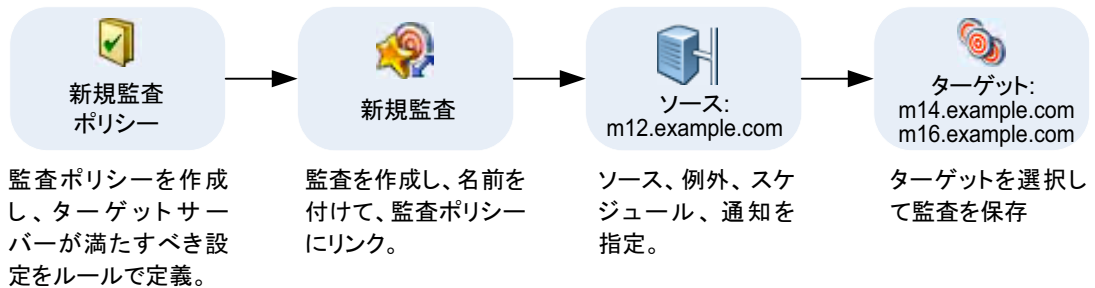 新規監査
ポリシー
新規監査
ソース:
m12.example.com
ターゲット:
m14.example.com
m16.example.com
監査ポリシーを作成
し、ターゲットサー
バーが満たすべき設
定をルールで定義。
監査を作成し、名前を
付けて、監査ポリシー
にリンク。
ソース、例外、スケ
ジュール、通知を
指定。
ターゲットを選択し
て監査を保存